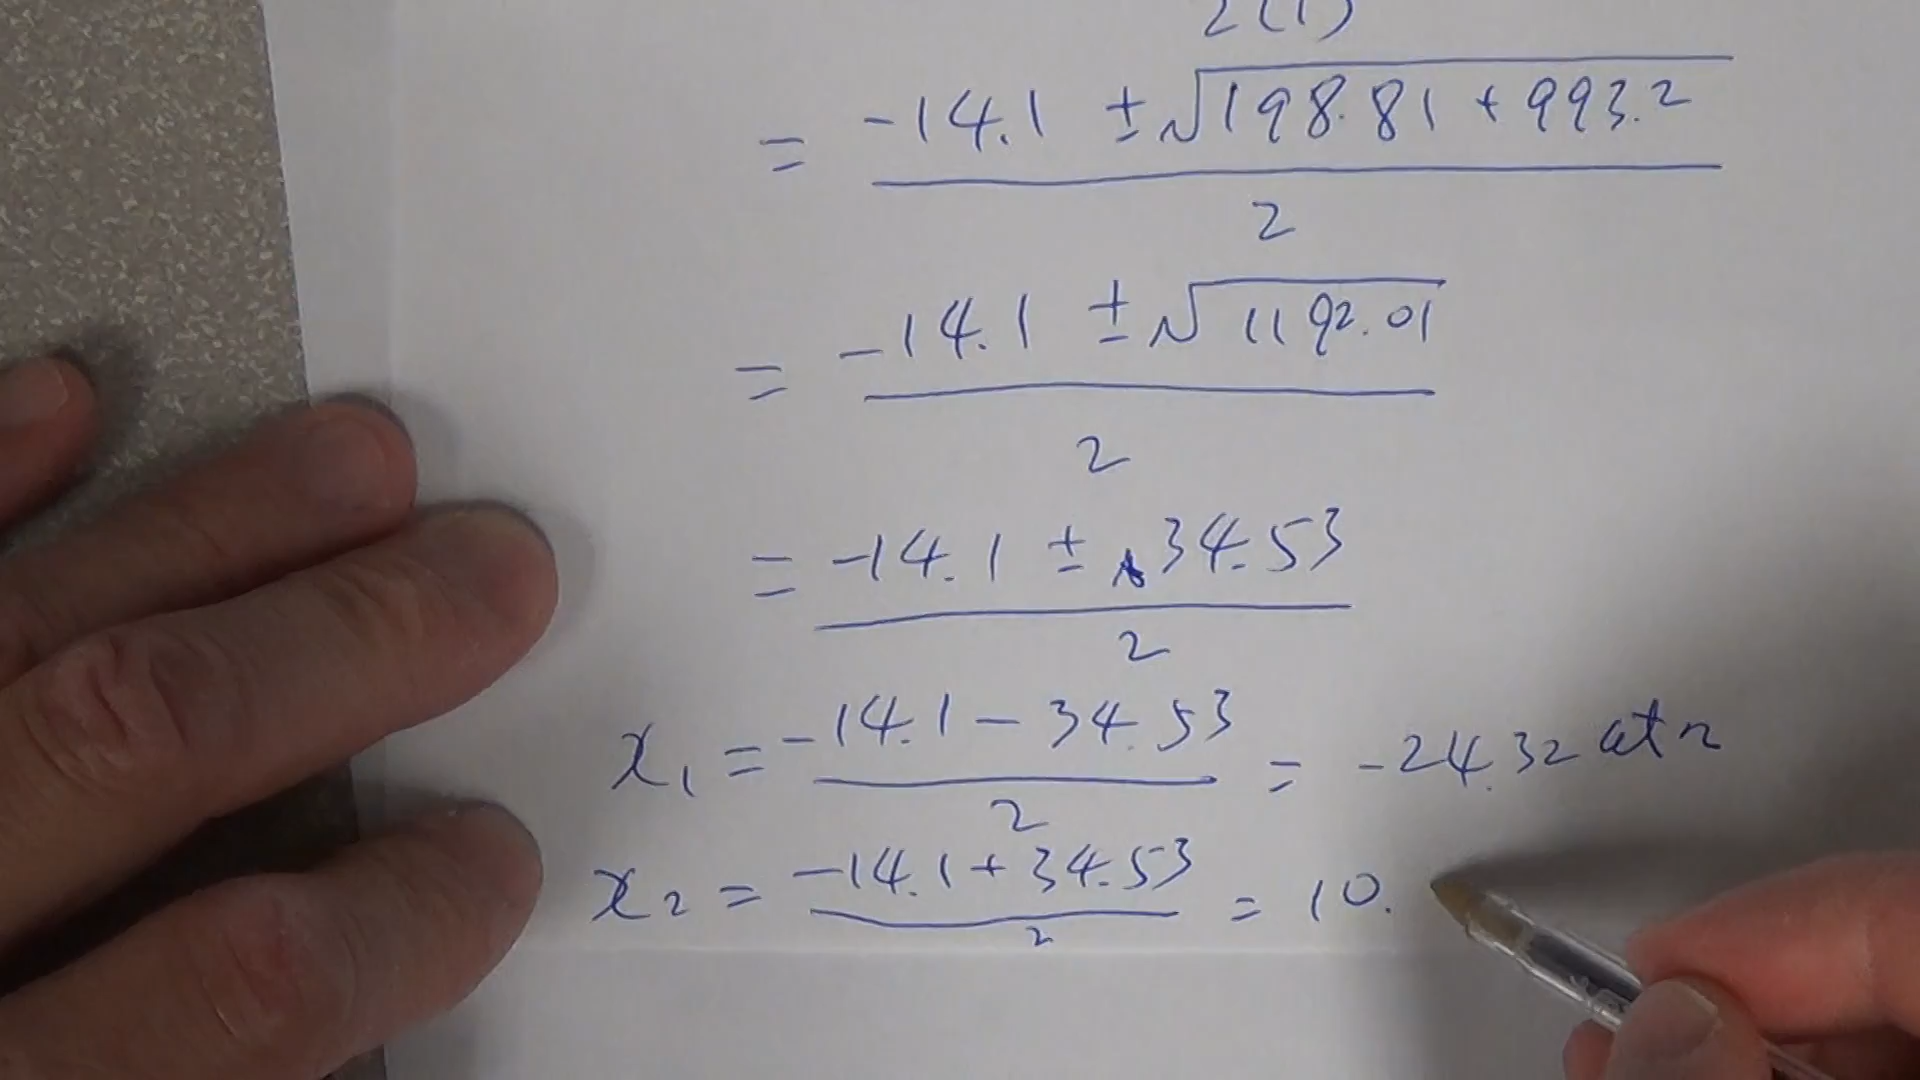 2(1)
= -14.1 ± √198.81 + 993.2
2
= -14.1 ± √1192.01
2
= -14.1 ± 34.53
2
x₁ = -14.1 - 34.53 = -24.32 atm
2
x₂ = -14.1 + 34.53 = 10.
2